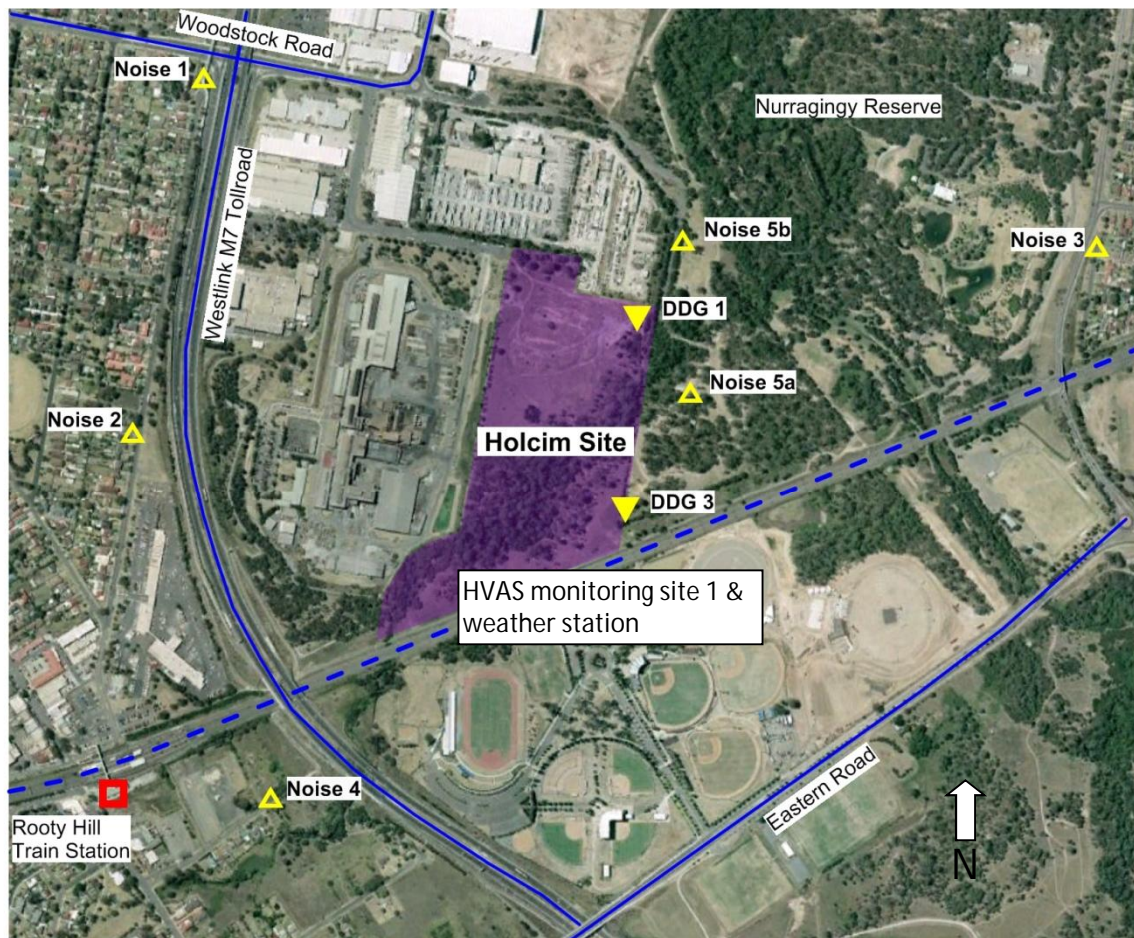 Woodstock Road
Noise 1
Nurragingy Reserve
Westlink M7 Tollroad
Noise 5b
Noise 3
DDG 1
Noise 5a
Noise 2
Holcim Site
DDG 3
HVAS monitoring site 1 &
weather station
Eastern Road
Noise 4
Rooty Hill
Train Station
N